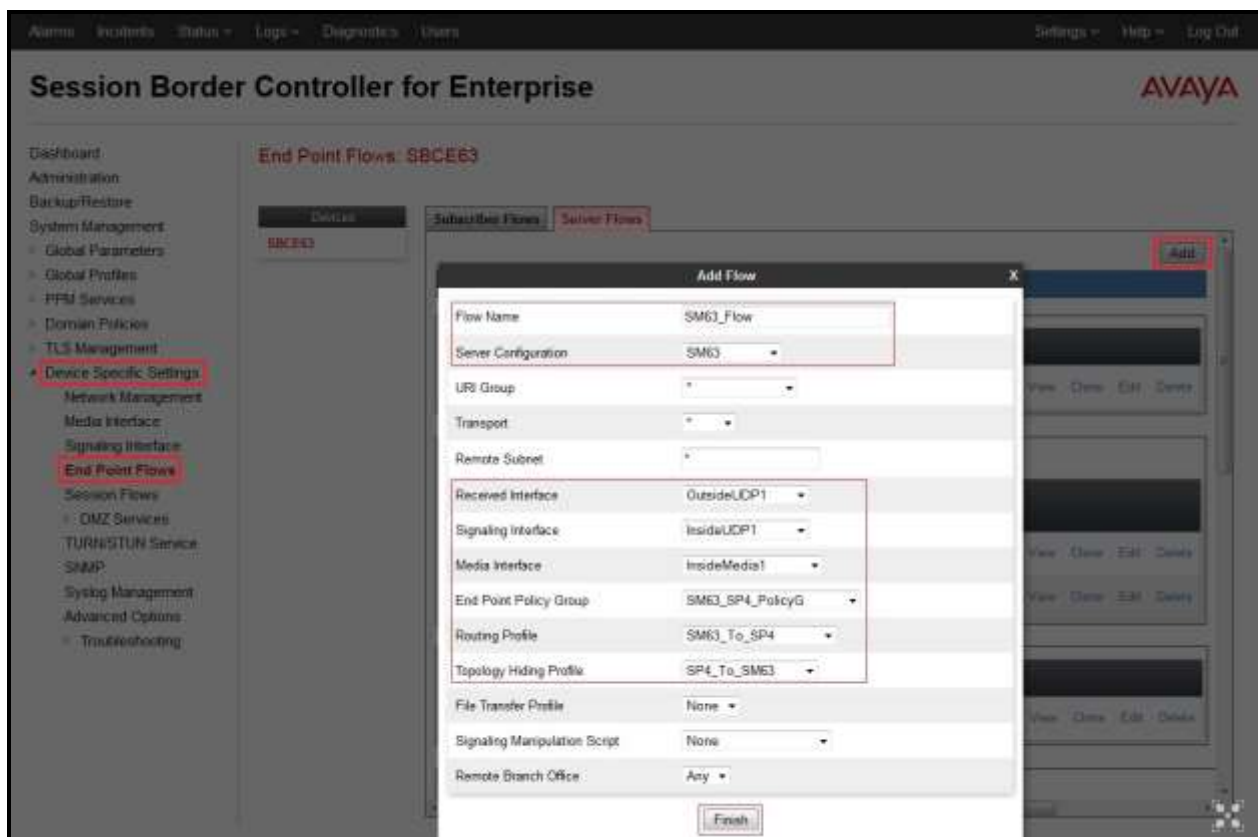 Alarms Incidents Status Logs Diagnostics Users Settings Help Log Out
Session Border Controller for Enterprise
AVAYA
Dashboard
Administration
Backup/Restore
System Management
Global Parameters
Global Profiles
PPM Services
Domain Policies
TLS Management
Device Specific Settings
Network Management
Media Interface
Signaling Interface
End Point Flows
Session Flows
DMZ Services
TURN/STUN Service
SNMP
Syslog Management
Advanced Options
Troubleshooting
End Point Flows: SBCE63
Devices
SBCE63
Subscriber Flows Server Flows
Add
Add Flow X
Flow Name SM63_Flow
Server Configuration SM63
URI Group *
Transport *
Remote Subnet *
Received Interface OutsideUDP1
Signaling Interface InsideUDP1
Media Interface InsideMedia1
End Point Policy Group SM63_SP4_PolicyG
Routing Profile SM63_To_SP4
Topology Hiding Profile SP4_To_SM63
File Transfer Profile None
Signaling Manipulation Script None
Remote Branch Office Any
Finish
View Clone Edit Delete
View Clone Edit Delete
View Clone Edit Delete
View Clone Edit Delete